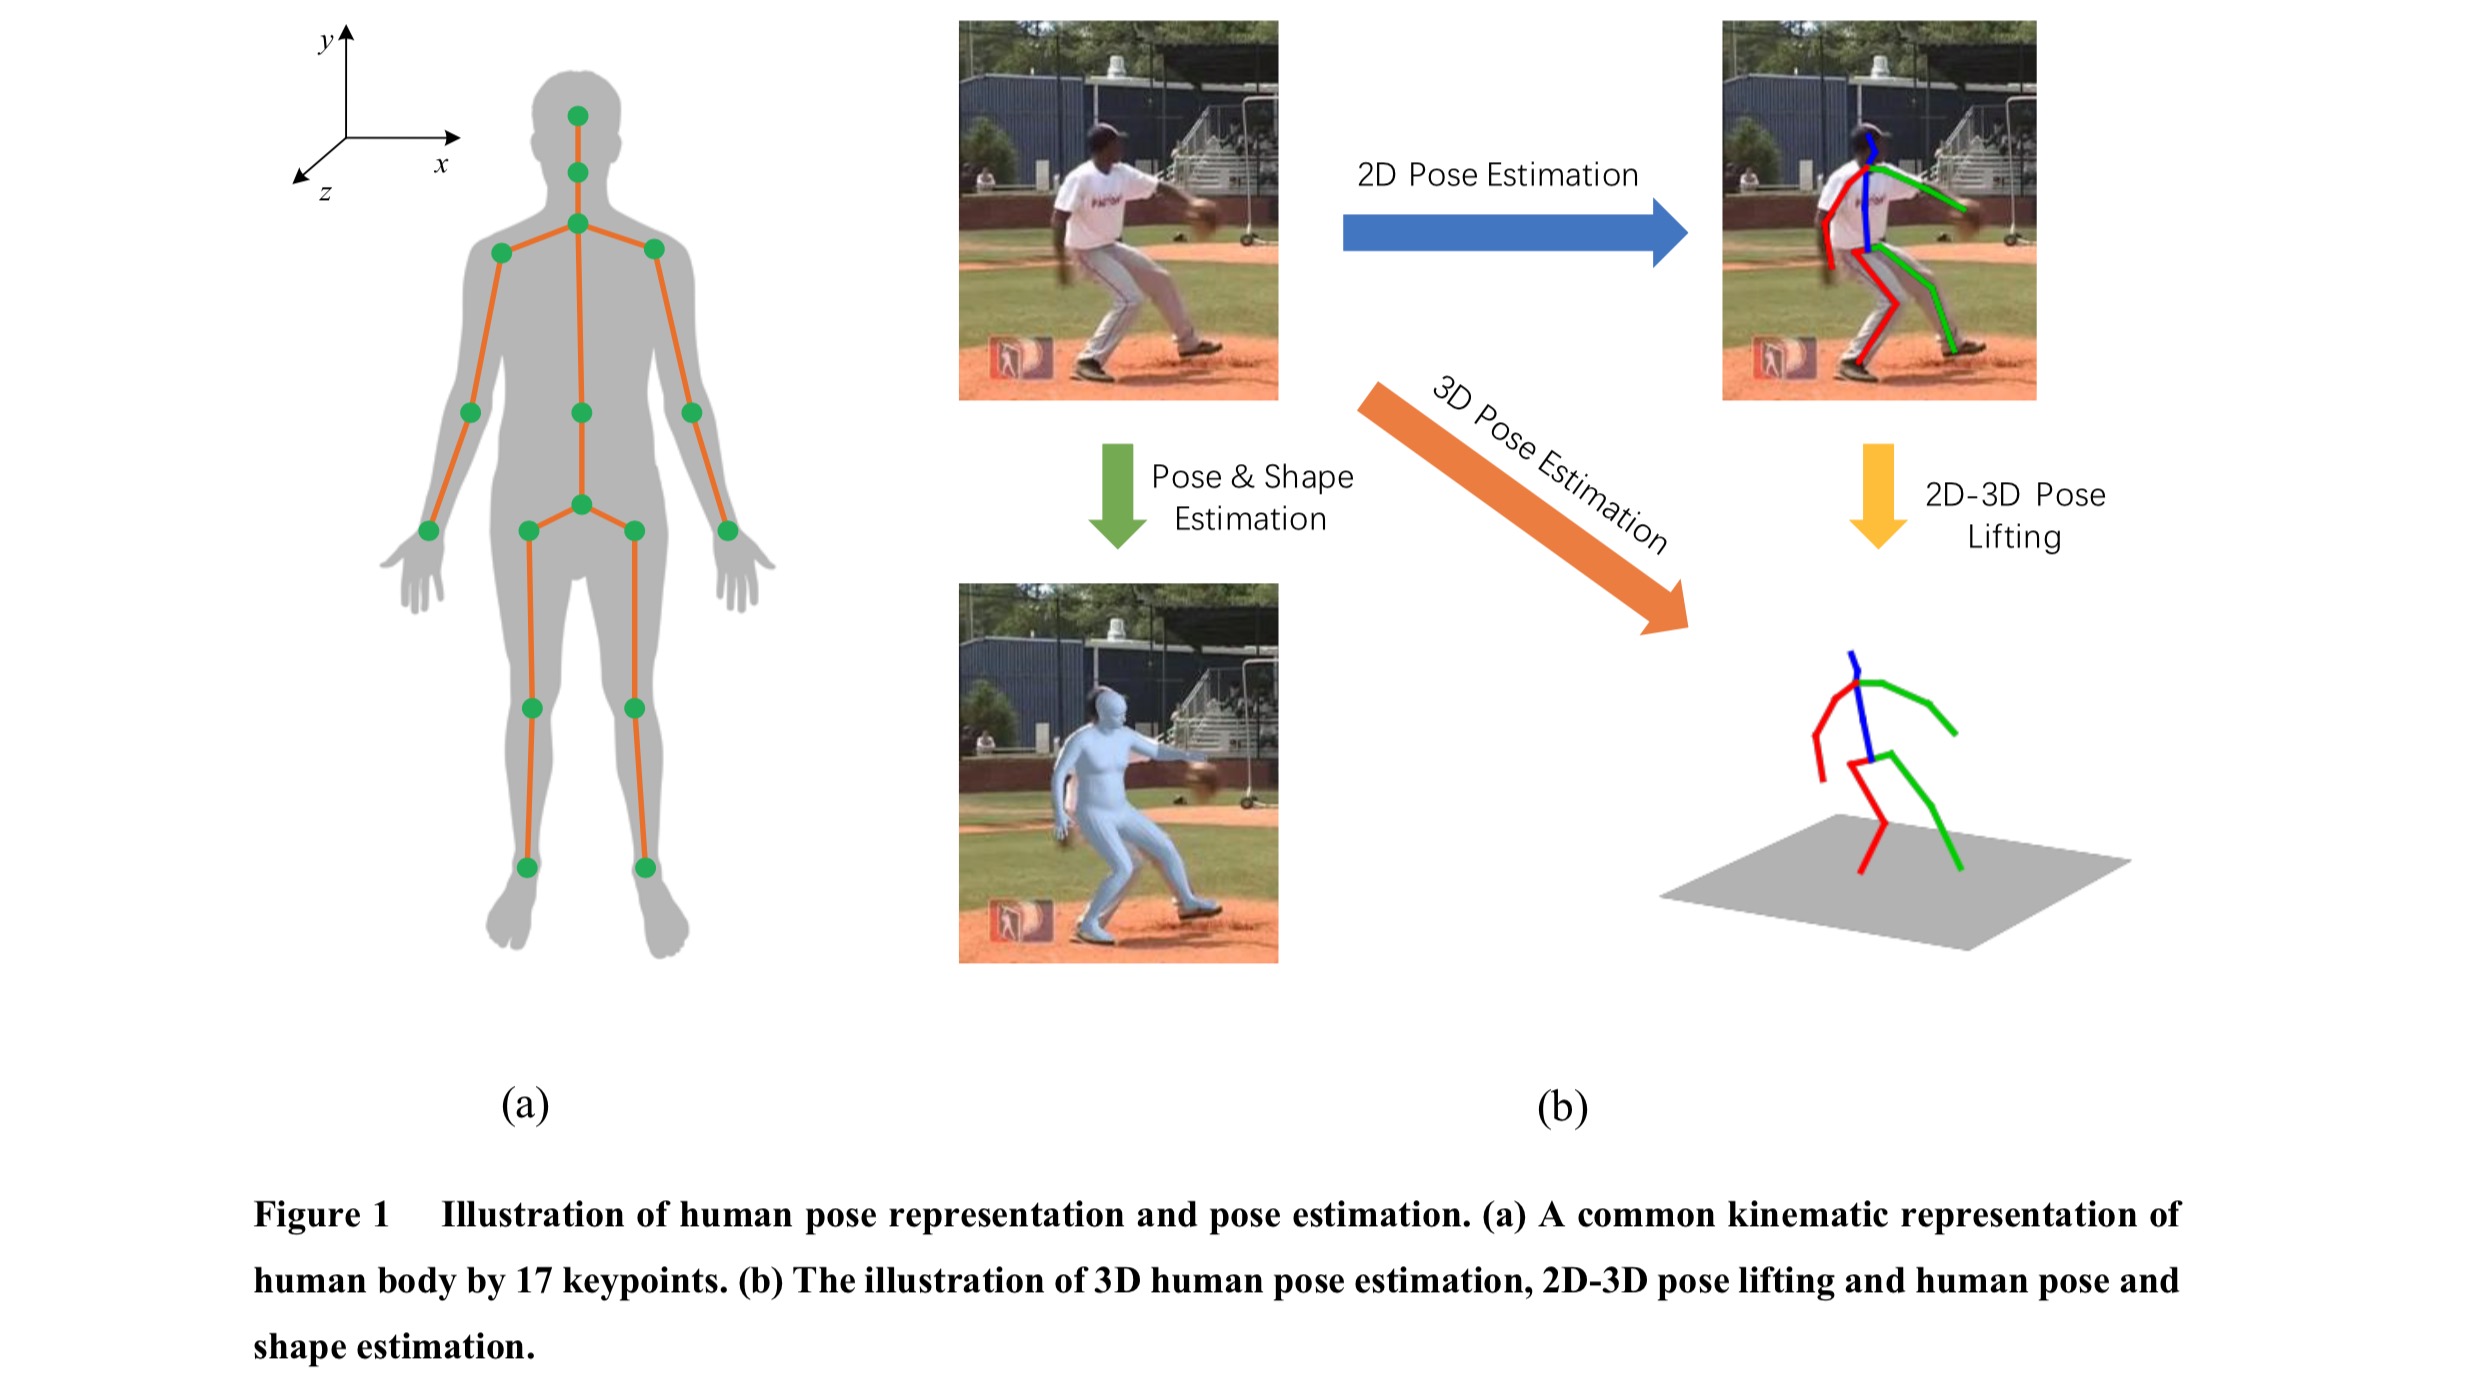 y
x
z
2D Pose Estimation
3D Pose Estimation
Pose & Shape
Estimation
2D-3D Pose
Lifting
(a)
(b)
Figure 1 Illustration of human pose representation and pose estimation. (a) A common kinematic representation of
human body by 17 keypoints. (b) The illustration of 3D human pose estimation, 2D-3D pose lifting and human pose and
shape estimation.